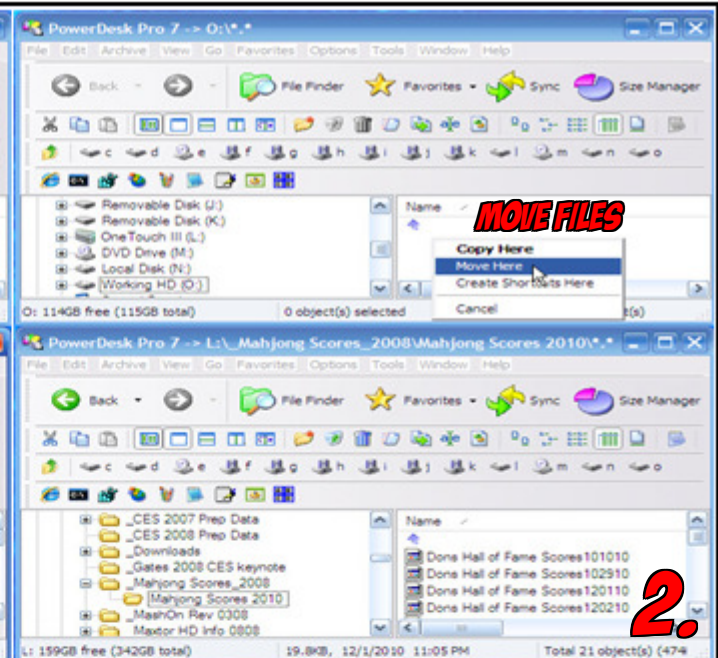 PowerDesk Pro 7 -> O:\*.*
File Edit Archive View Go Favorites Options Tools Window Help
Back File Finder Favorites Sync Size Manager
c d e f g h i j k l m n o
Removable Disk (J:)
Removable Disk (K:)
OneTouch III (L:)
DVD Drive (M:)
Local Disk (N:)
Working HD (O:)
Name
MOVE FILES
Copy Here
Move Here
Create Shortcuts Here
Cancel
O: 114GB free (115GB total) 0 object(s) selected t(s)
PowerDesk Pro 7 -> L:\_Mahjong Scores_2008\Mahjong Scores 2010\*.*
File Edit Archive View Go Favorites Options Tools Window Help
Back File Finder Favorites Sync Size Manager
c d e f g h i j k l m n o
_CES 2007 Prep Data
_CES 2008 Prep Data
_Downloads
_Gates 2008 CES keynote
_Mahjong Scores_2008
Mahjong Scores 2010
_MashOn Rev 0308
Maxtor HD Info 0808
Name
Dons Hall of Fame Scores101010
Dons Hall of Fame Scores102910
Dons Hall of Fame Scores120110
Dons Hall of Fame Scores120210
2.
L: 159GB free (342GB total) 19.8KB, 12/1/2010 11:05 PM Total 21 object(s) (474